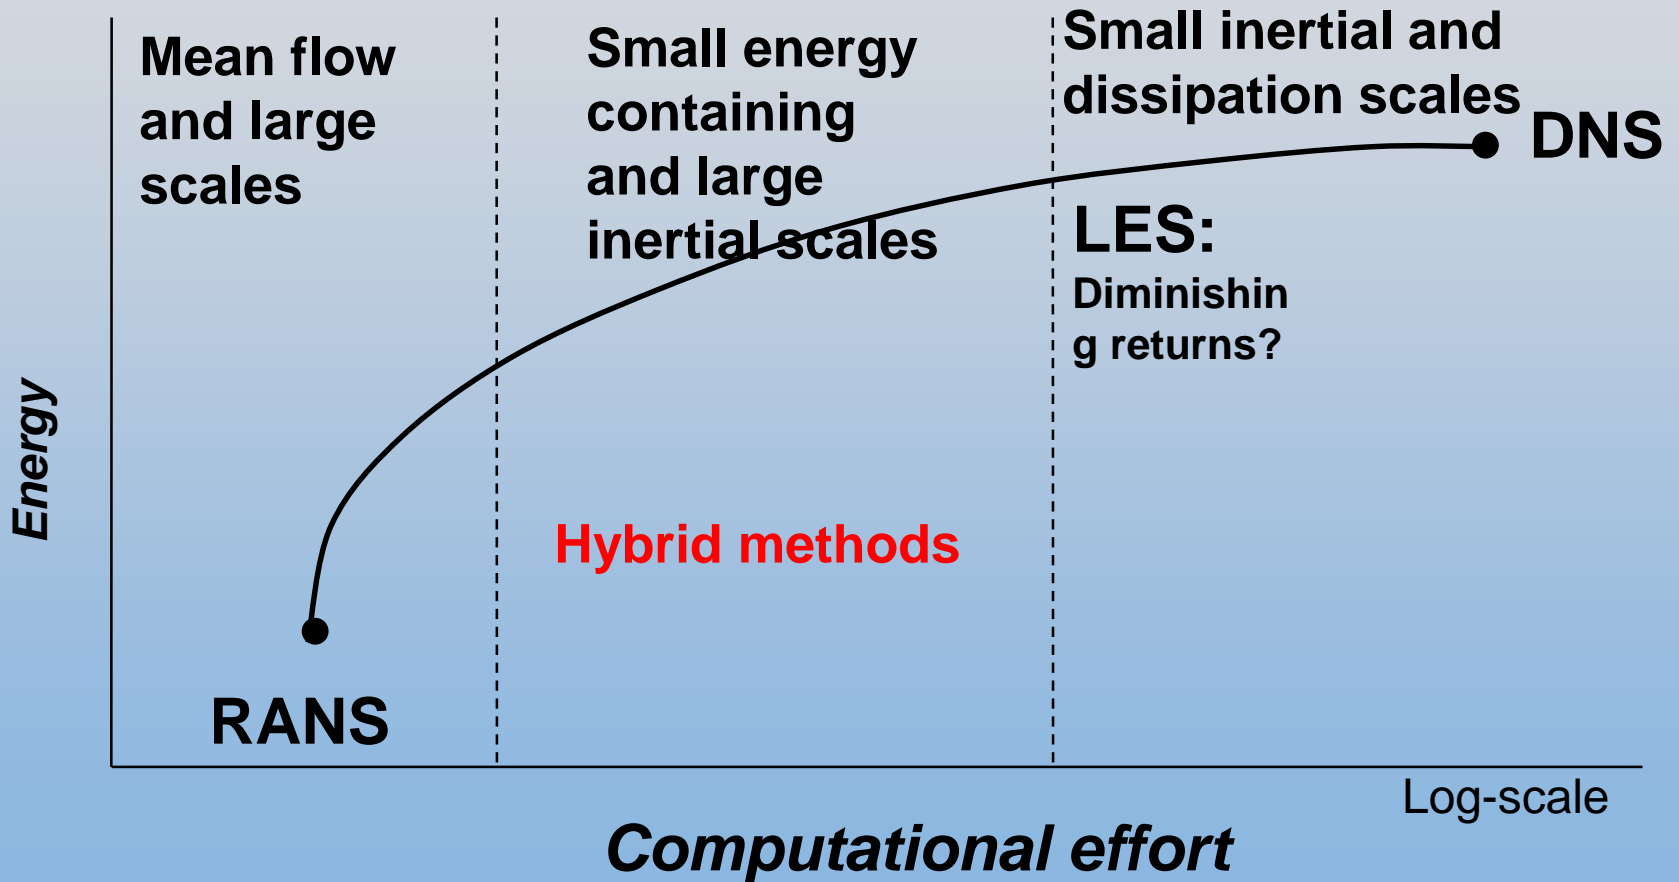 Mean flow
and large
scales
Small energy
containing
and large
inertial scales
Small inertial and
dissipation scales
DNS
LES:
Diminishin
g returns?
Energy
Hybrid methods
RANS
Log-scale
Computational effort